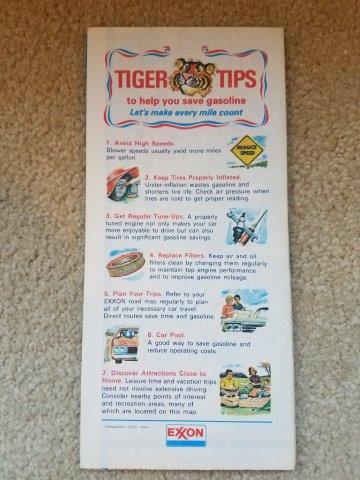 TIGER TIPS
to help you save gasoline
Let's make every mile count
1. Avoid High Speeds
Slower speeds usually yield more miles
per gallon.
REDUCE
SPEED
2. Keep Tires Properly Inflated.
Under-inflation wastes gasoline and
shortens tire life. Check air pressure when
tires are cold to get proper reading.
3. Get Regular Tune-Ups. A properly
tuned engine not only makes your car
more enjoyable to drive but can also
result in significant gasoline savings.
4. Replace Filters. Keep air and oil
filters clean by changing them regularly
to maintain top engine performance
and to improve gasoline mileage.
5. Plan Your Trips. Refer to your
EXXON road map regularly to plan
all of your necessary car travel.
Direct routes save time and gasoline.
6. Car Pool.
A good way to save gasoline and
reduce operating costs.
7. Discover Attractions Close to
Home. Leisure time and vacation trips
need not involve extensive driving.
Consider nearby points of interest
and recreation areas, many of
which are located on this map.
EXXON